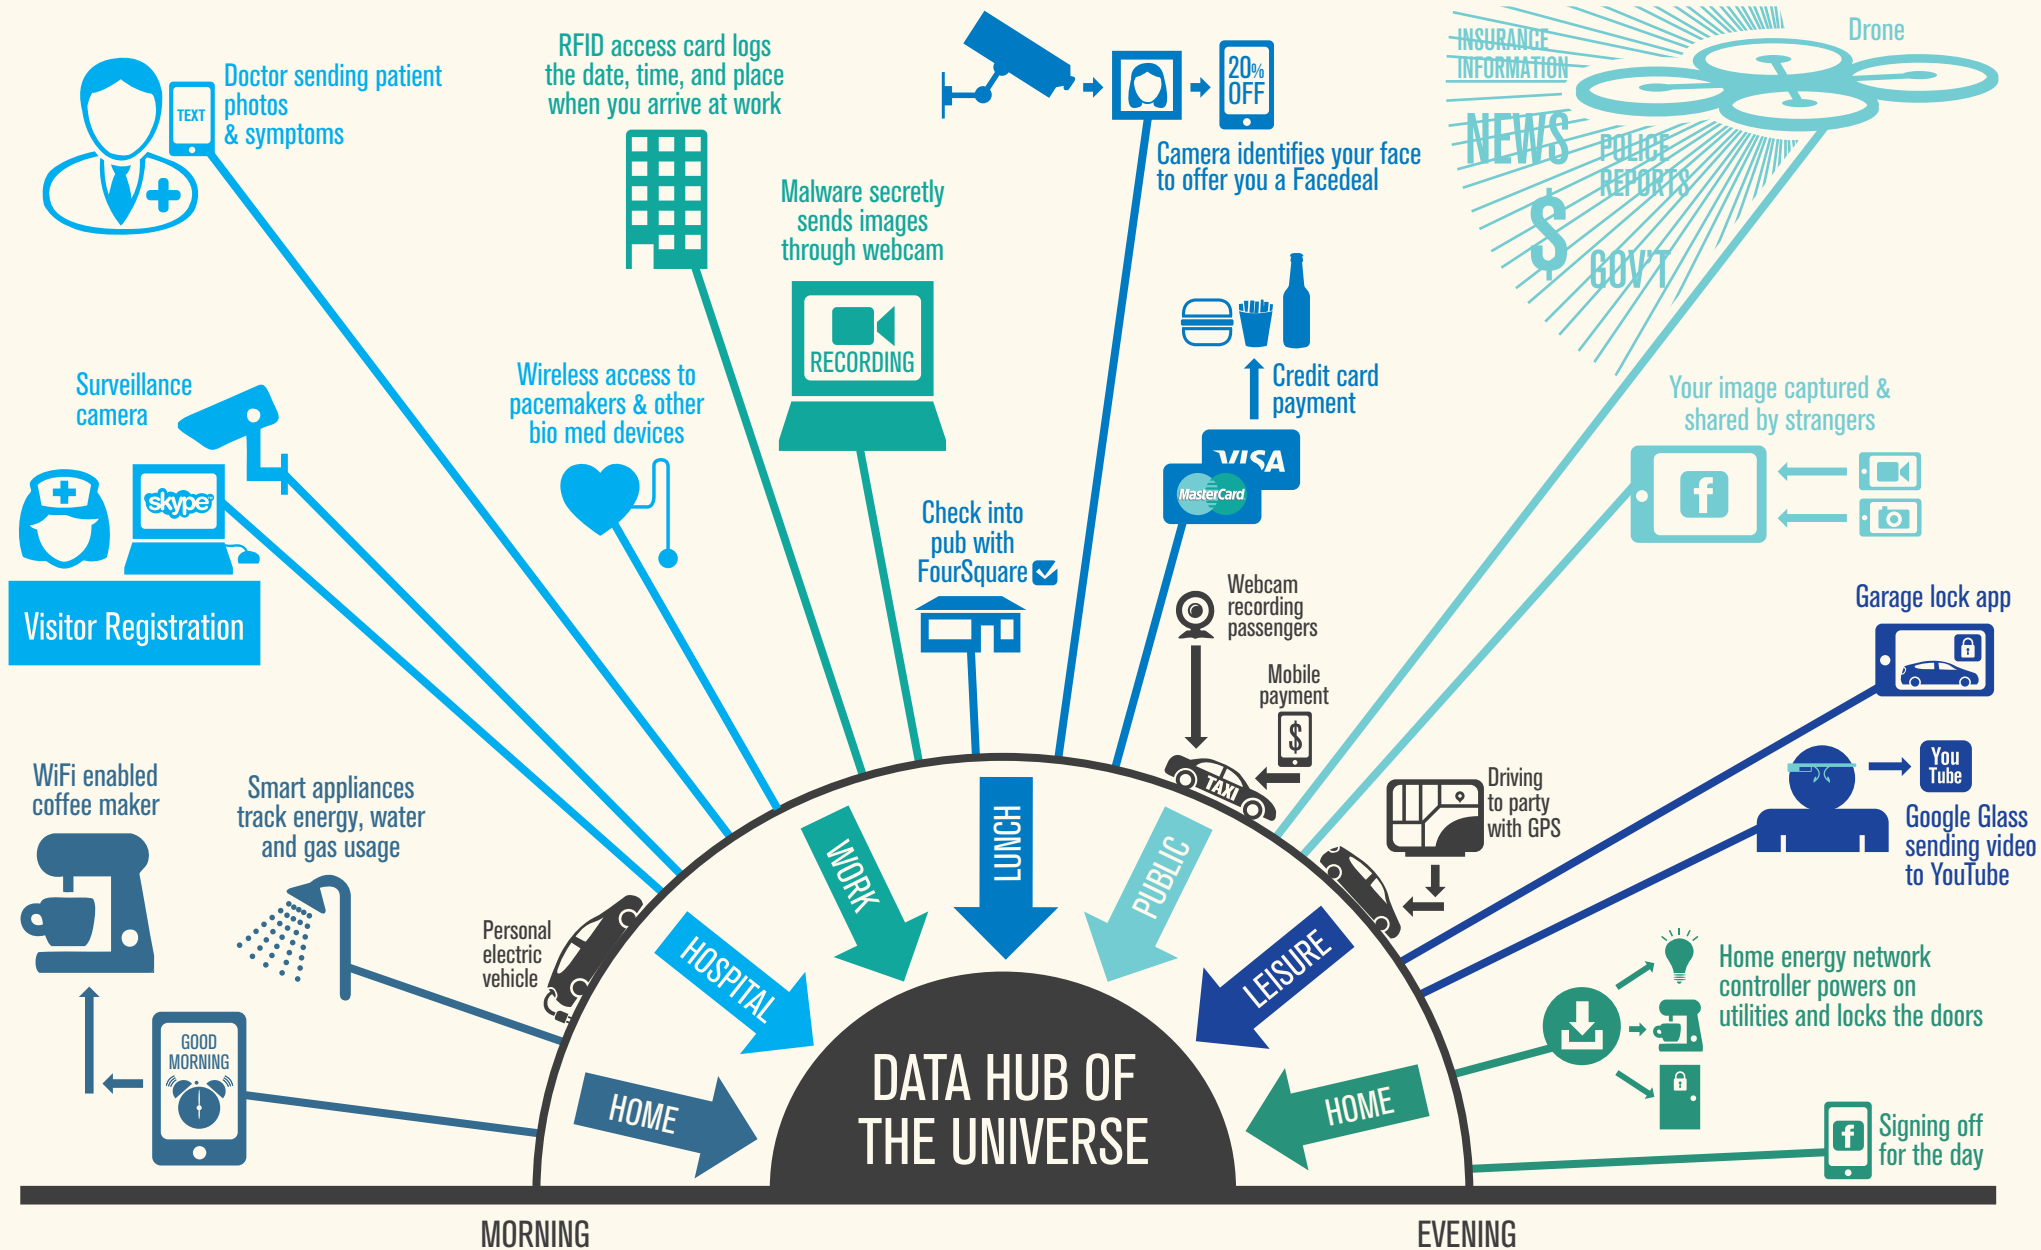 Doctor sending patient
photos
& symptoms
TEXT
RFID access card logs
the date, time, and place
when you arrive at work
Malware secretly
sends images
through webcam
RECORDING
20%
OFF
Camera identifies your face
to offer you a Facedeal
INSURANCE
INFORMATION
NEWS
POLICE
REPORTS
$
GOV'T
Drone
Surveillance
camera
skype
Visitor Registration
Wireless access to
pacemakers & other
bio med devices
Check into
pub with
FourSquare
Credit card
payment
VISA
MasterCard
Your image captured &
shared by strangers
f
Webcam
recording
passengers
Mobile
payment
$
TAXI
Driving
to party
with GPS
Garage lock app
You
Tube
Google Glass
sending video
to YouTube
WiFi enabled
coffee maker
Smart appliances
track energy, water
and gas usage
GOOD
MORNING
Personal
electric
vehicle
HOME
HOSPITAL
WORK
LUNCH
PUBLIC
LEISURE
HOME
Home energy network
controller powers on
utilities and locks the doors
f
Signing off
for the day
DATA HUB OF
THE UNIVERSE
MORNING
EVENING